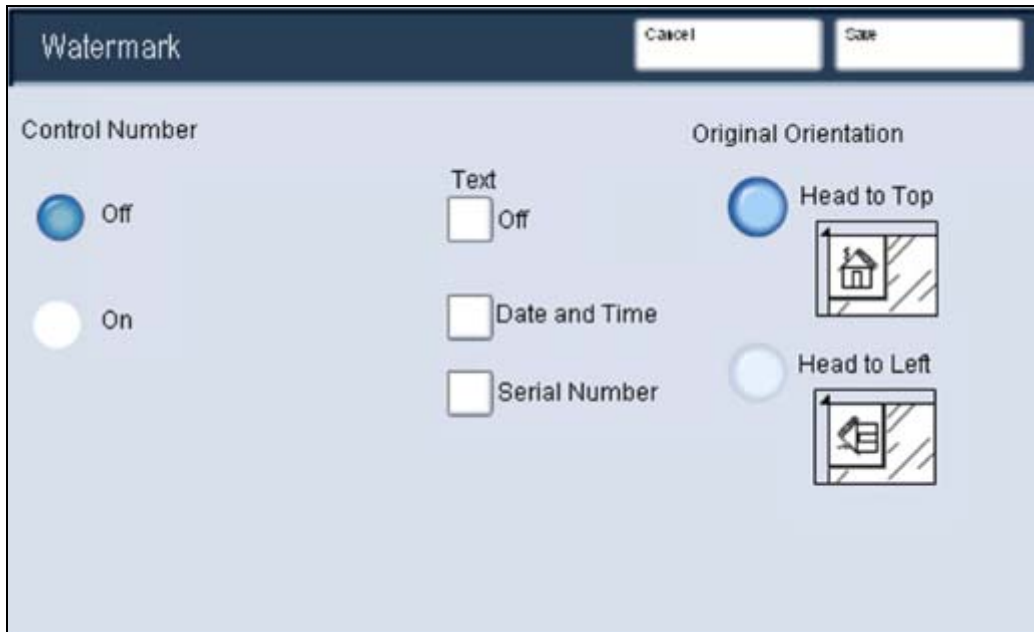 Watermark
Cancel
Save
Control Number
Off
On
Text
Off
Date and Time
Serial Number
Original Orientation
Head to Top
Head to Left